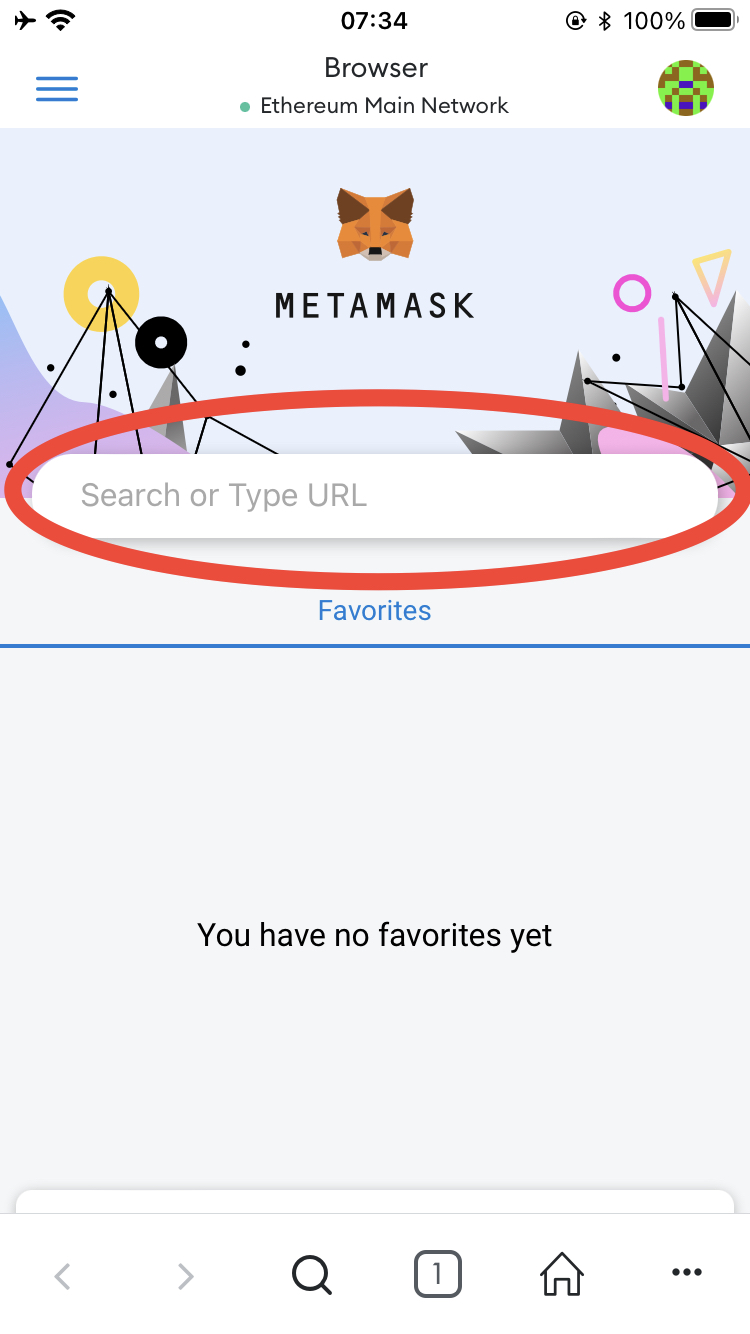 07:34
100%
Browser
Ethereum Main Network
METAMASK
Search or Type URL
Favorites
You have no favorites yet
1